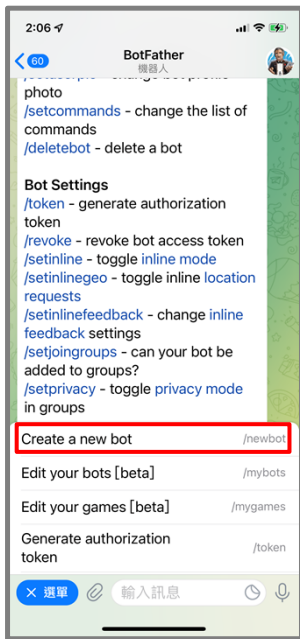 2:06
60
BotFather
機器人
/setuserpic - change bot profile
photo
/setcommands - change the list of
commands
/deletebot - delete a bot
Bot Settings
/token - generate authorization
token
/revoke - revoke bot access token
/setinline - toggle inline mode
/setinlinegeo - toggle inline location
requests
/setinlinefeedback - change inline
feedback settings
/setjoingroups - can your bot be
added to groups?
/setprivacy - toggle privacy mode
in groups
Create a new bot /newbot
Edit your bots [beta] /mybots
Edit your games [beta] /mygames
Generate authorization
token /token
選單 輸入訊息